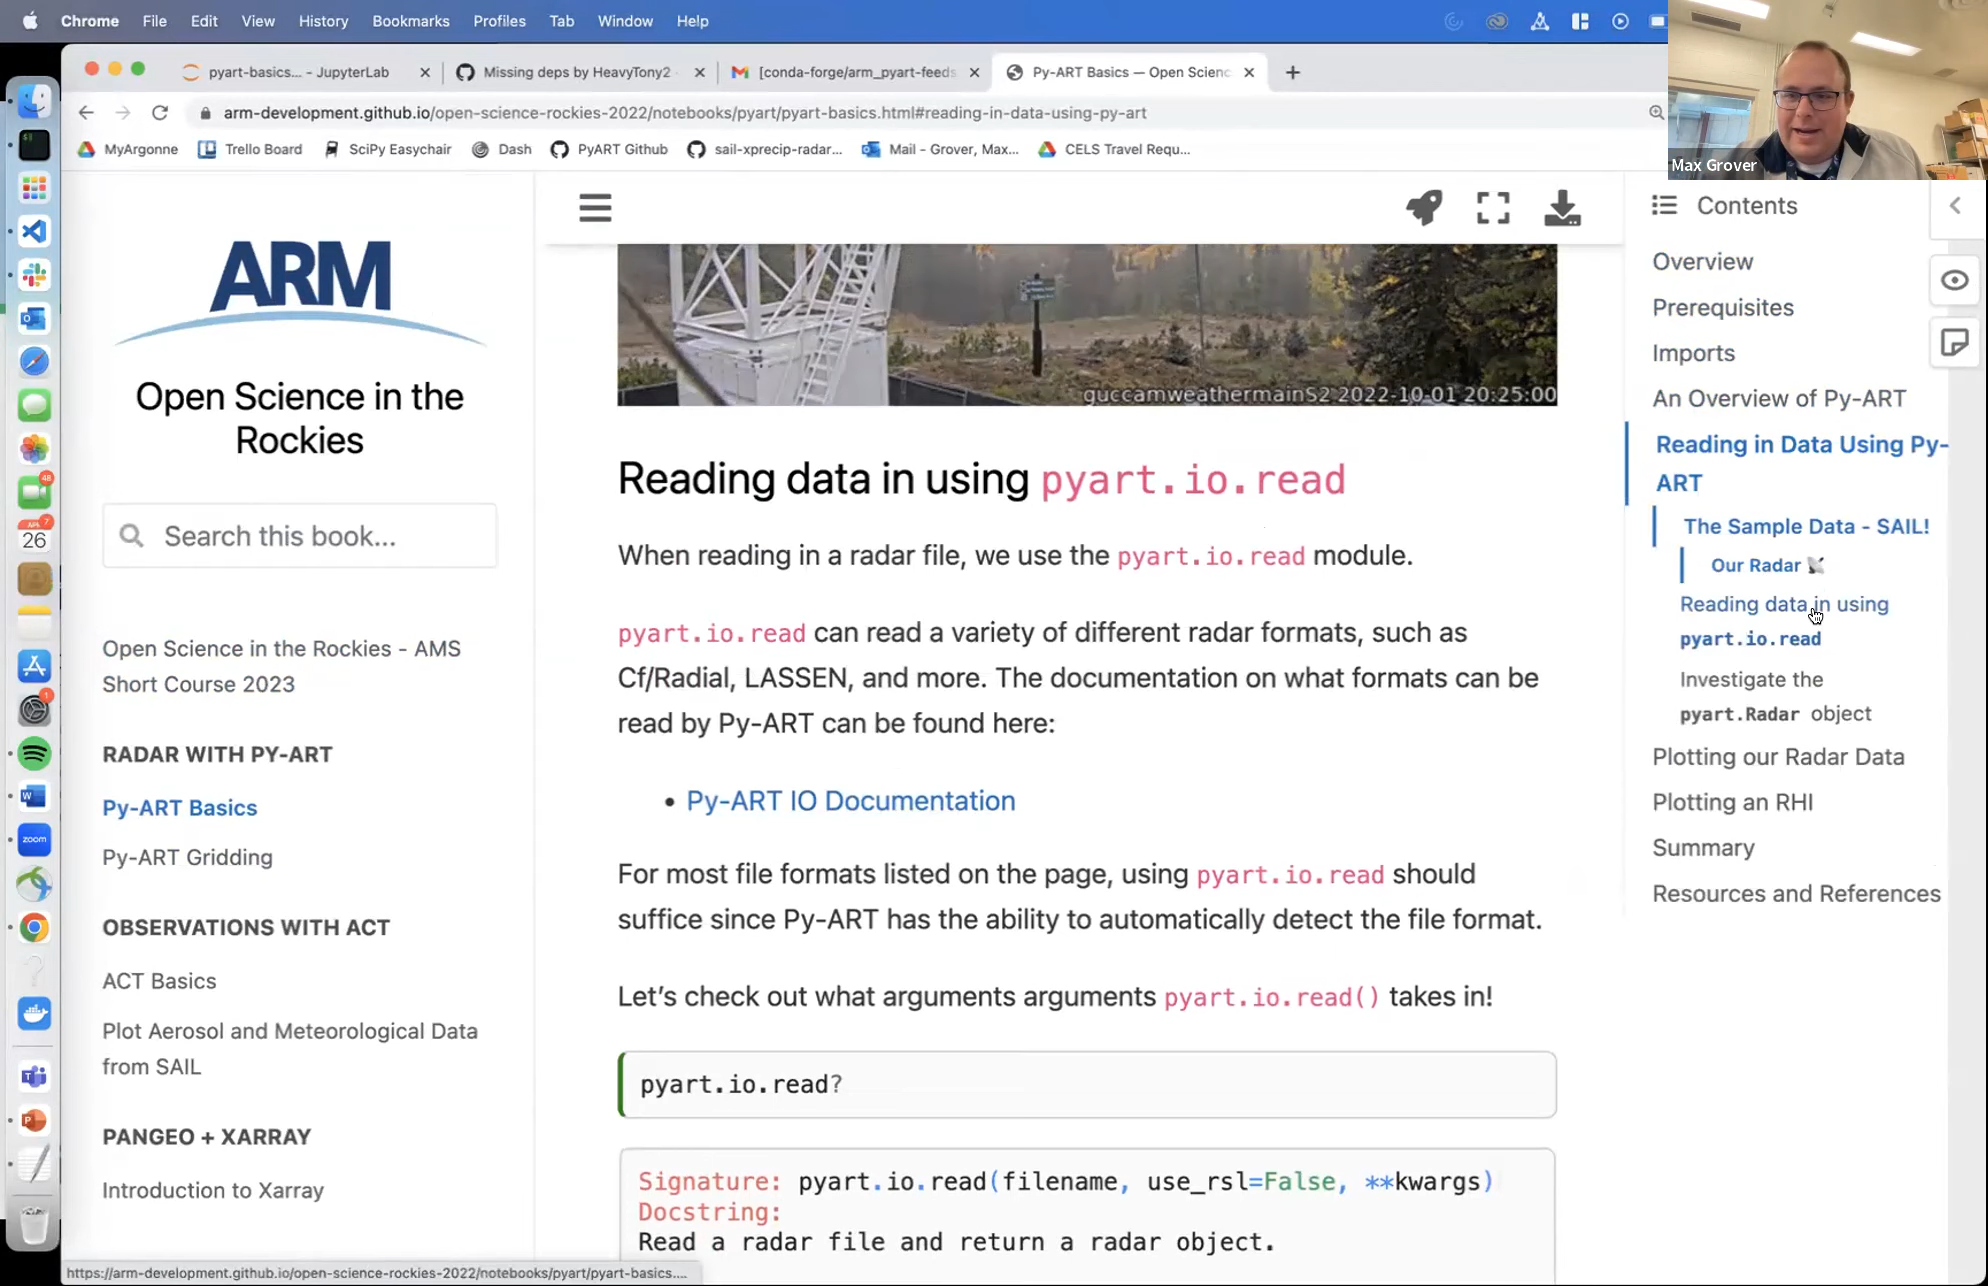 Chrome File Edit View History Bookmarks Profiles Tab Window Help
pyart-basics... - JupyterLab
Missing deps by HeavyTony2
[conda-forge/arm_pyart-feeds
Py-ART Basics — Open Scienc
arm-development.github.io/open-science-rockies-2022/notebooks/pyart/pyart-basics.html#reading-in-data-using-py-art
MyArgonne Trello Board SciPy Easychair Dash PyART Github sail-xprecip-radar... Mail - Grover, Max... CELS Travel Requ...
Max Grover
48
APR 7
26
1
zoom
ARM
Open Science in the
Rockies
Search this book...
Open Science in the Rockies - AMS
Short Course 2023
RADAR WITH PY-ART
Py-ART Basics
Py-ART Gridding
OBSERVATIONS WITH ACT
ACT Basics
Plot Aerosol and Meteorological Data
from SAIL
PANGEO + XARRAY
Introduction to Xarray
guccamweathermainS2 2022-10-01 20:25:00
Reading data in using pyart.io.read
When reading in a radar file, we use the pyart.io.read module.
pyart.io.read can read a variety of different radar formats, such as
Cf/Radial, LASSEN, and more. The documentation on what formats can be
read by Py-ART can be found here:
• Py-ART IO Documentation
For most file formats listed on the page, using pyart.io.read should
suffice since Py-ART has the ability to automatically detect the file format.
Let's check out what arguments arguments pyart.io.read() takes in!
pyart.io.read?
Signature: pyart.io.read(filename, use_rsl=False, **kwargs)
Docstring:
Read a radar file and return a radar object.
Contents
Overview
Prerequisites
Imports
An Overview of Py-ART
Reading in Data Using Py-
ART
The Sample Data - SAIL!
Our Radar
Reading data in using
pyart.io.read
Investigate the
pyart.Radar object
Plotting our Radar Data
Plotting an RHI
Summary
Resources and References
https://arm-development.github.io/open-science-rockies-2022/notebooks/pyart/pyart-basics....